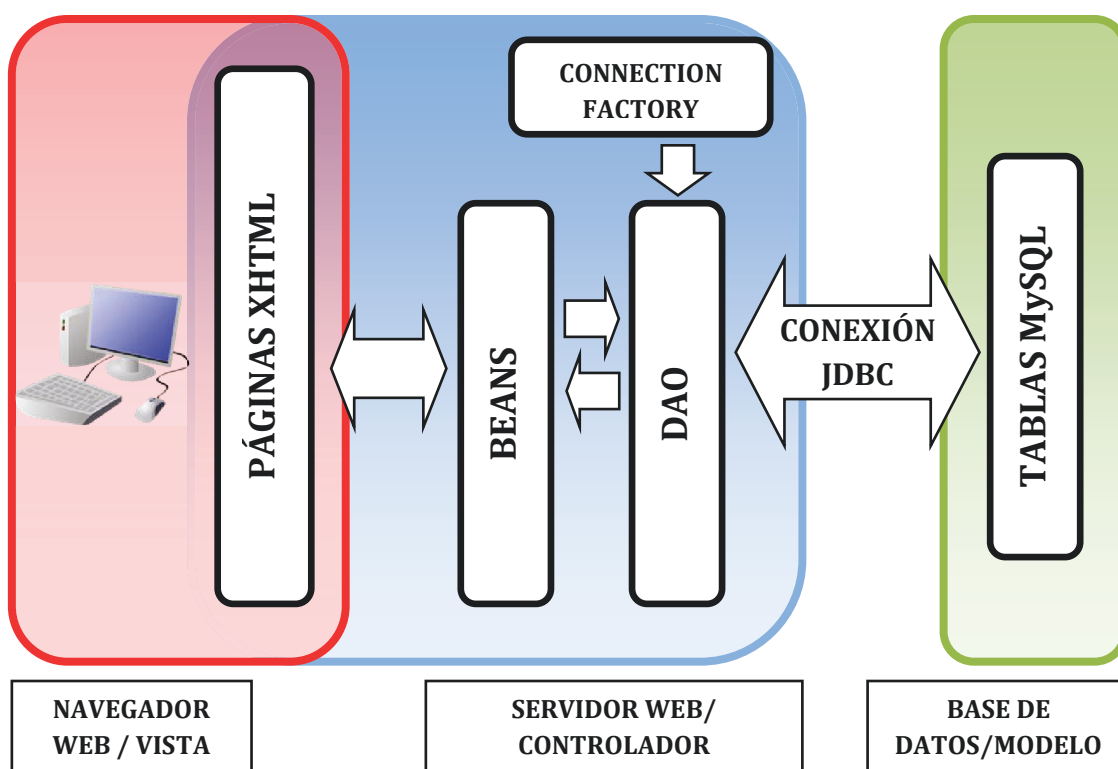 CONNECTION
FACTORY
PÁGINAS XHTML
BEANS
DAO
CONEXIÓN
JDBC
TABLAS MySQL
NAVEGADOR
WEB / VISTA
SERVIDOR WEB/
CONTROLADOR
BASE DE
DATOS/MODELO